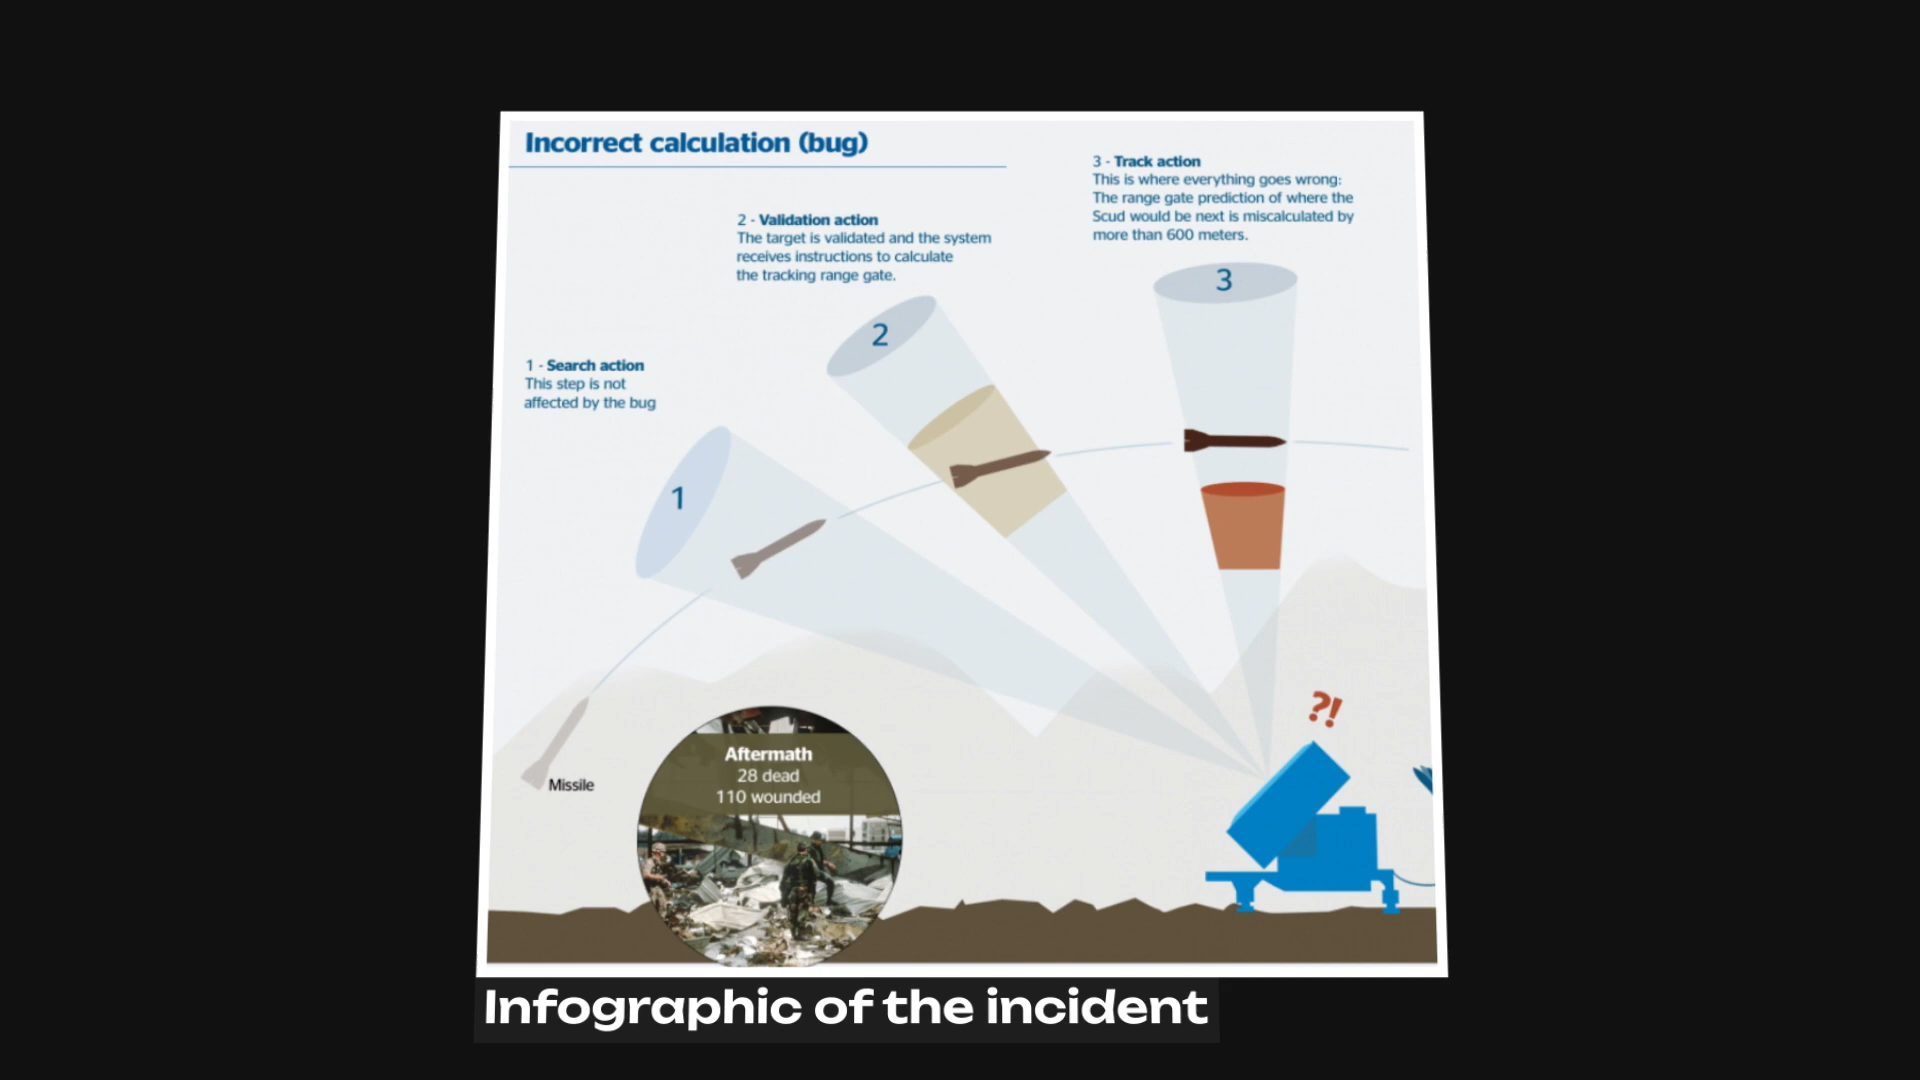 Incorrect calculation (bug)
3 - Track action
This is where everything goes wrong:
The range gate prediction of where the
Scud would be next is miscalculated by
more than 600 meters.
2 - Validation action
The target is validated and the system
receives instructions to calculate
the tracking range gate.
3
2
1 - Search action
This step is not
affected by the bug
1
?!
Missile
Aftermath
28 dead
110 wounded
Infographic of the incident